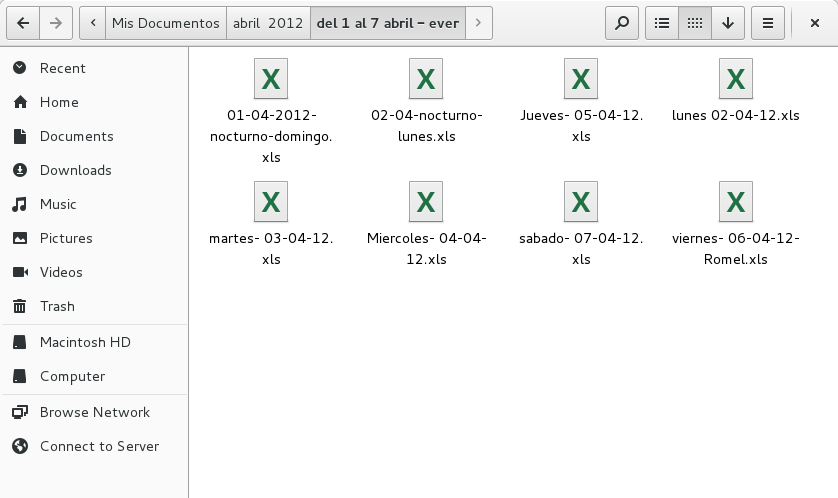 Mis Documentos abril 2012 del 1 al 7 abril – ever
Recent
Home
Documents
Downloads
Music
Pictures
Videos
Trash
Macintosh HD
Computer
Browse Network
Connect to Server
01-04-2012-
nocturno-domingo.
xls
02-04-nocturno-
lunes.xls
Jueves- 05-04-12.
xls
lunes 02-04-12.xls
martes- 03-04-12.
xls
Miercoles- 04-04-
12.xls
sabado- 07-04-12.
xls
viernes- 06-04-12-
Romel.xls